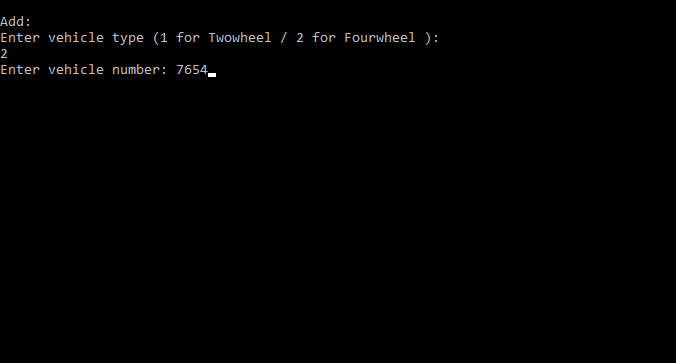 Add:
Enter vehicle type (1 for Twowheel / 2 for Fourwheel ):
2
Enter vehicle number: 7654